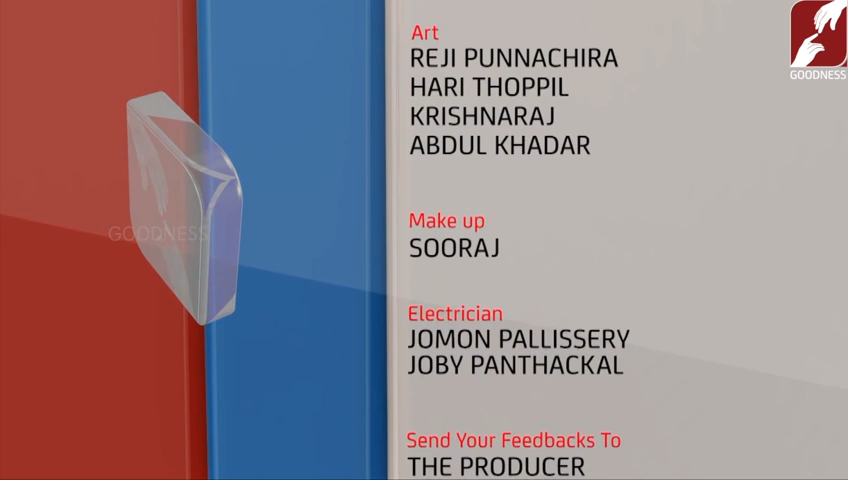 Art
REJI PUNNACHIRA
HARI THOPPIL
KRISHNARAJ
ABDUL KHADAR
GOODNESS
Make up
SOORAJ
GOODNESS
Electrician
JOMON PALLISSERY
JOBY PANTHACKAL
Send Your Feedbacks To
THE PRODUCER